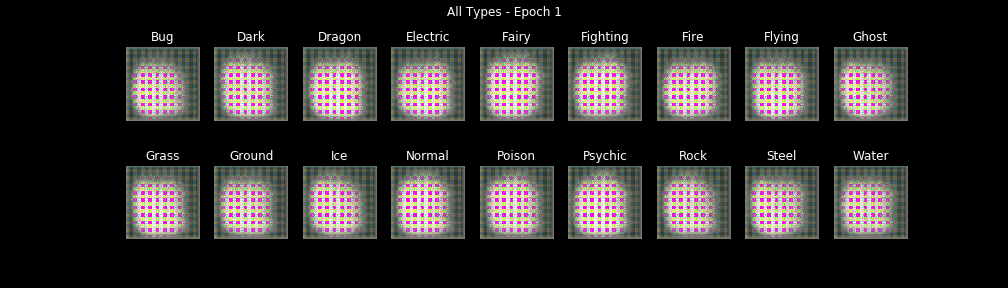 All Types - Epoch 1
Bug Dark Dragon Electric Fairy Fighting Fire Flying Ghost
Grass Ground Ice Normal Poison Psychic Rock Steel Water